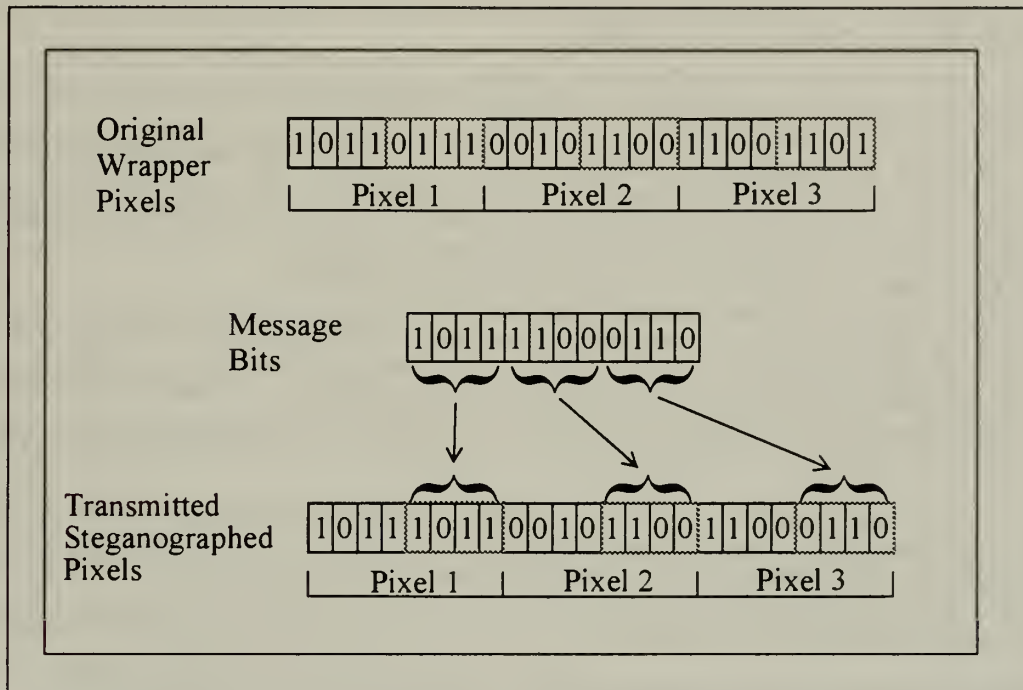 Original
Wrapper
Pixels
1 0 1 1 0 1 1 1 0 0 1 0 1 1 0 0 1 1 0 0 1 1 0 1
Pixel 1 Pixel 2 Pixel 3
Message
Bits
1 0 1 1 1 1 0 0 0 1 1 0
Transmitted
Steganographed
Pixels
1 0 1 1 1 0 1 1 0 0 1 0 1 1 0 0 1 1 0 0 0 1 1 0
Pixel 1 Pixel 2 Pixel 3